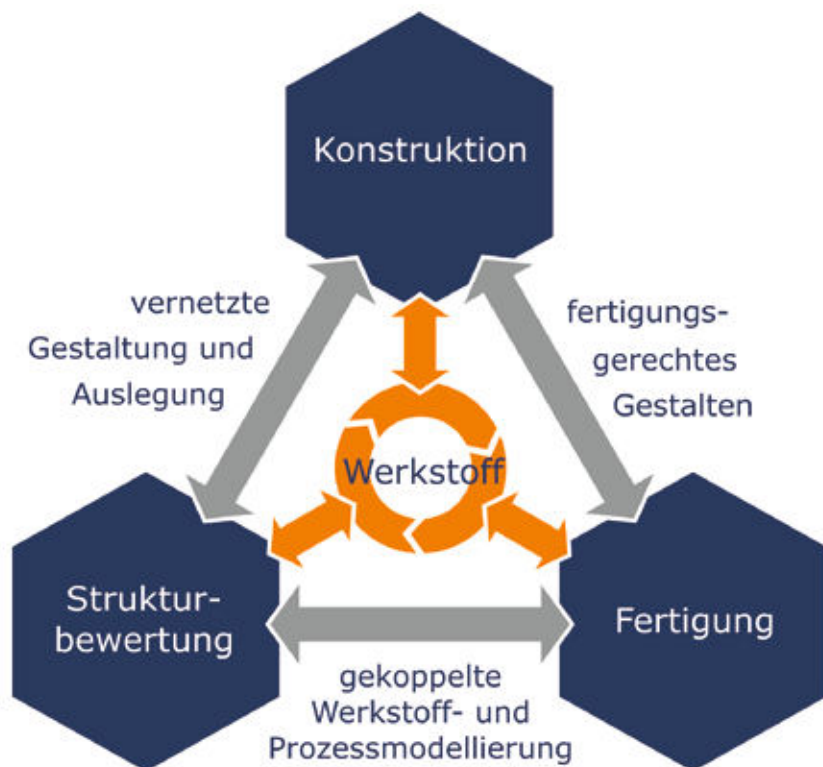 Konstruktion
vernetzte
Gestaltung und
Auslegung
fertigungs-
gerechtes
Gestalten
Werkstoff
Struktur-
bewertung
Fertigung
gekoppelte
Werkstoff- und
Prozessmodellierung